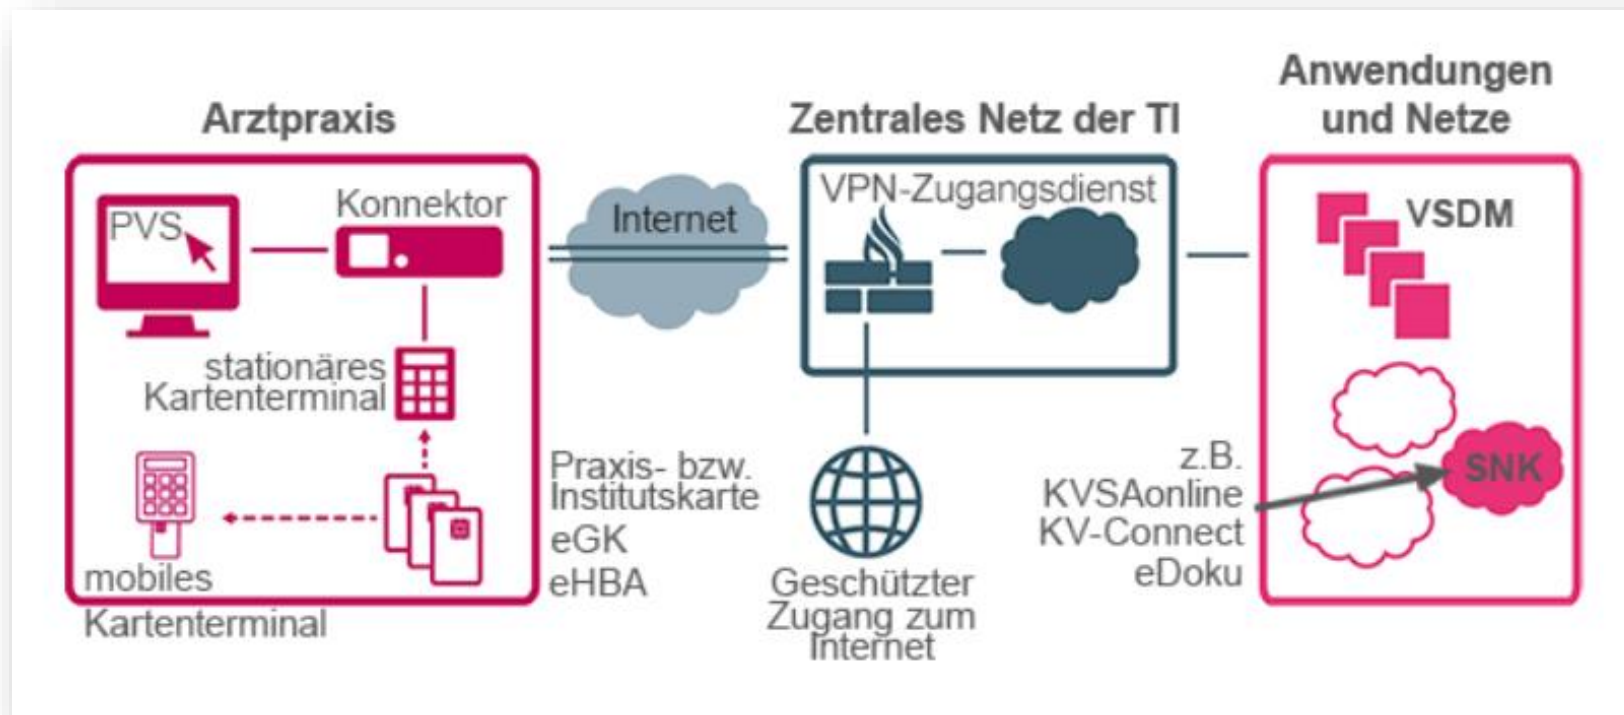 Arztpraxis
PVS
Konnektor
stationäres
Kartenterminal
mobiles
Kartenterminal
Praxis- bzw.
Institutskarte
eGK
eHBA
Internet
Zentrales Netz der TI
VPN-Zugangsdienst
Geschützter
Zugang zum
Internet
Anwendungen
und Netze
VSDM
z.B.
KVSAonline
KV-Connect
eDoku
SNK